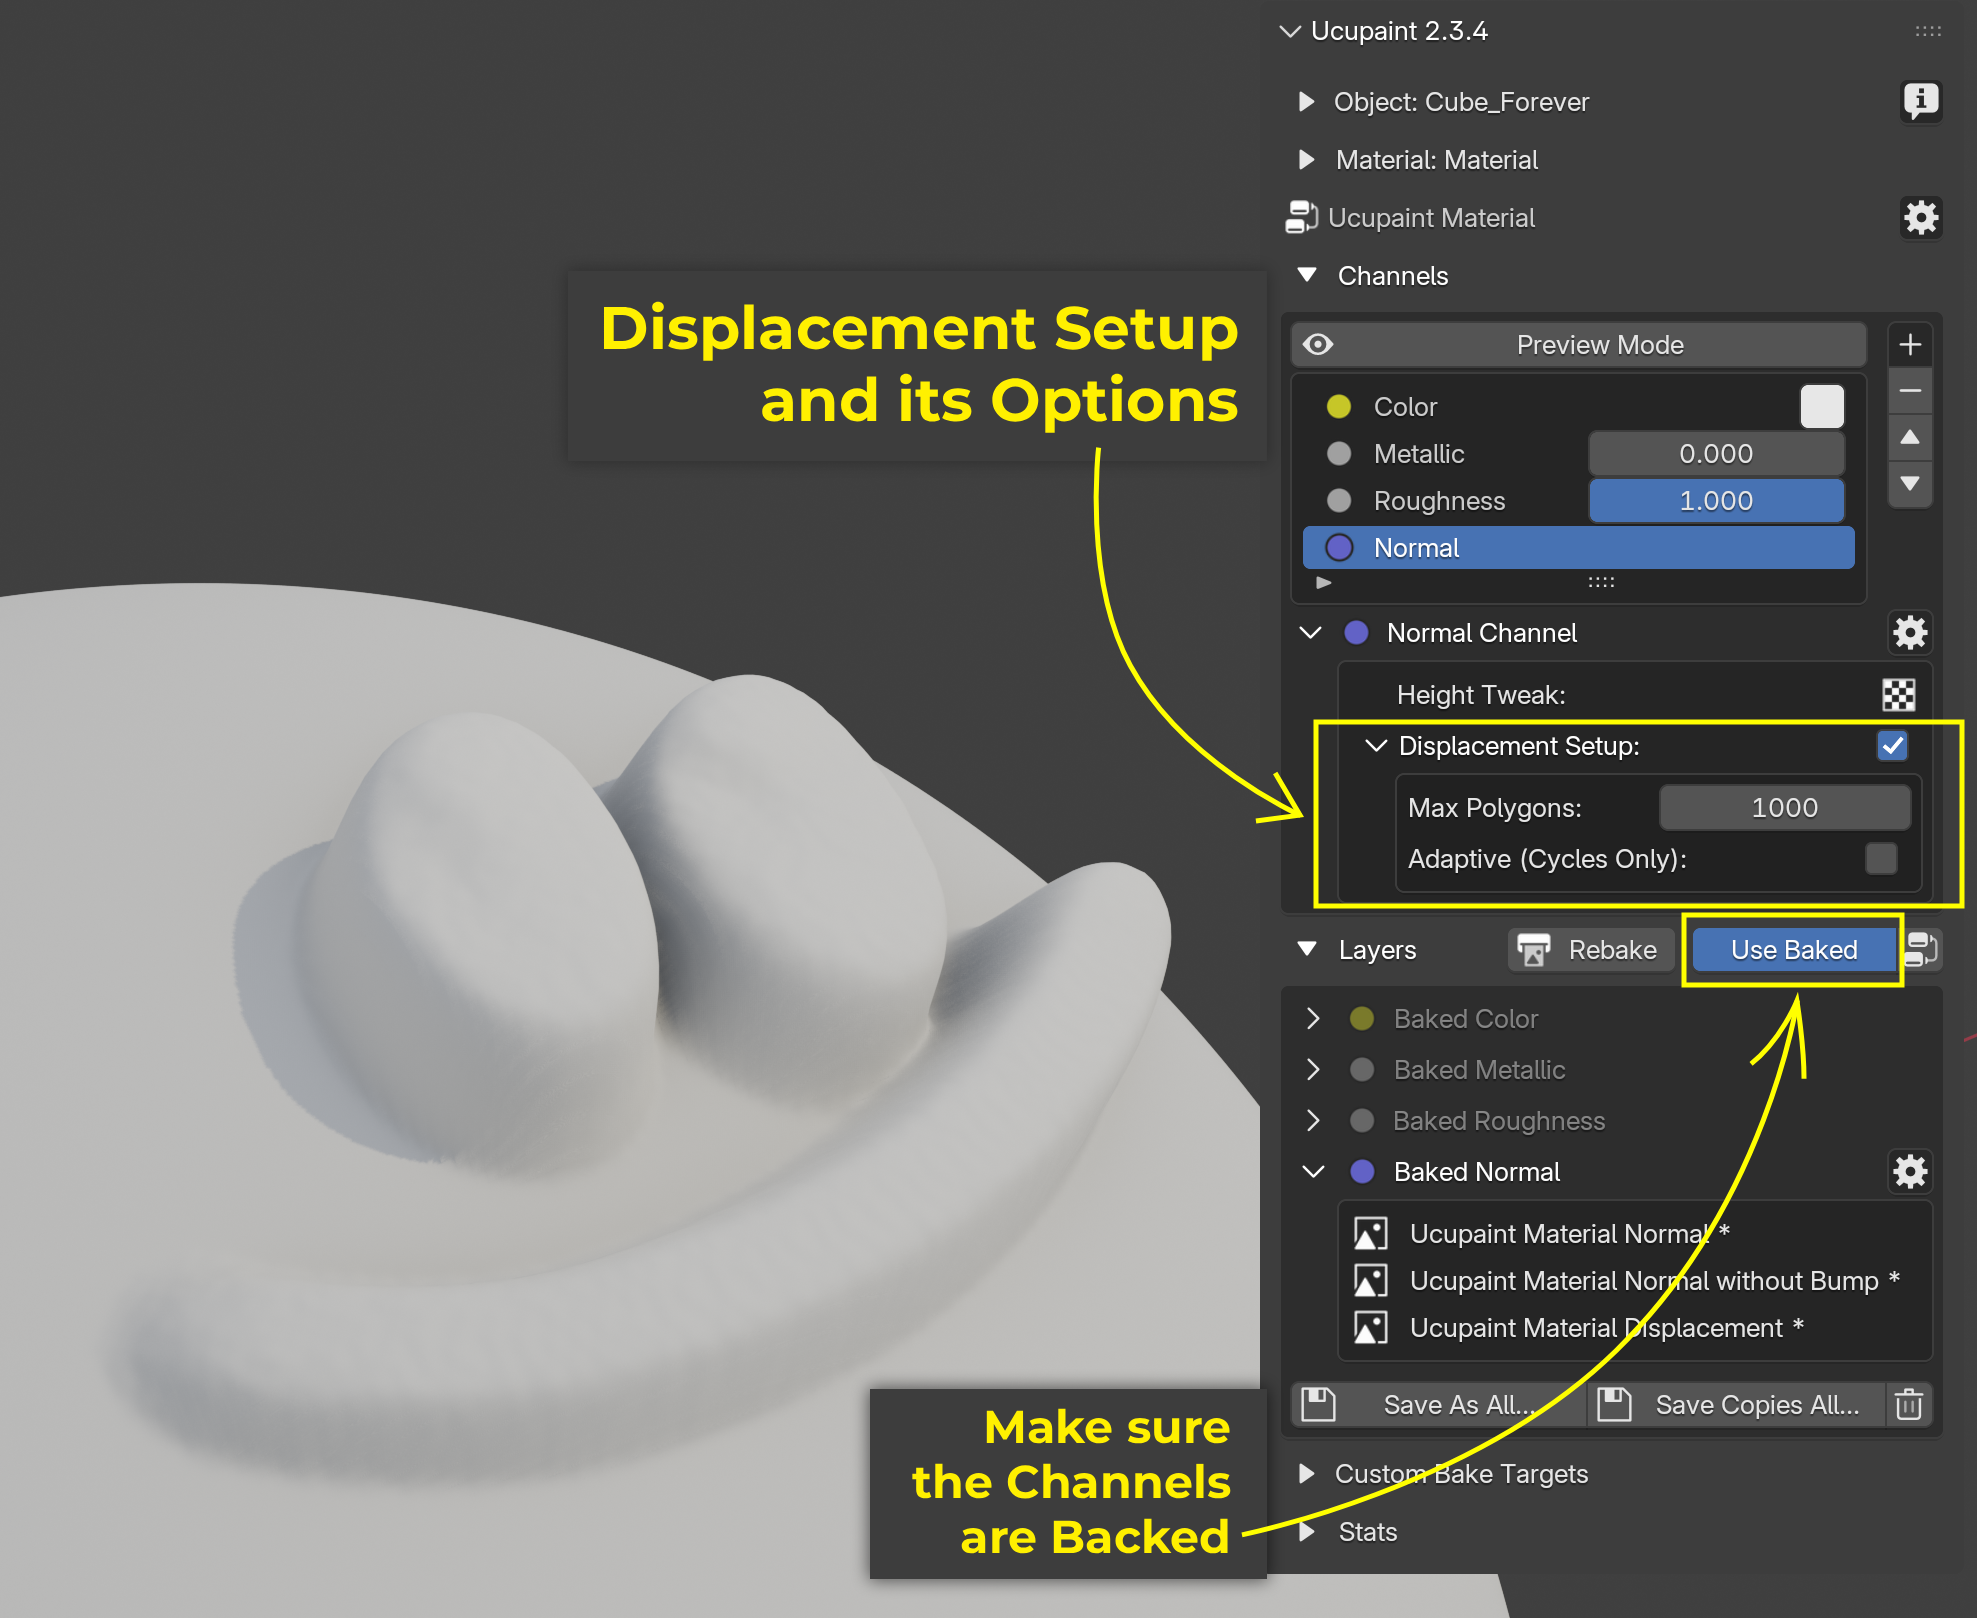 Ucupaint 2.3.4
Object: Cube_Forever
Material: Material
Ucupaint Material
Channels
Displacement Setup
and its Options
Preview Mode
Color
Metallic 0.000
Roughness 1.000
Normal
Normal Channel
Height Tweak:
Displacement Setup:
Max Polygons: 1000
Adaptive (Cycles Only):
Layers Rebake Use Baked
Baked Color
Baked Metallic
Baked Roughness
Baked Normal
Ucupaint Material Normal *
Ucupaint Material Normal without Bump *
Ucupaint Material Displacement *
Save As All... Save Copies All...
Make sure
the Channels
are Backed
Custom Bake Targets
Stats